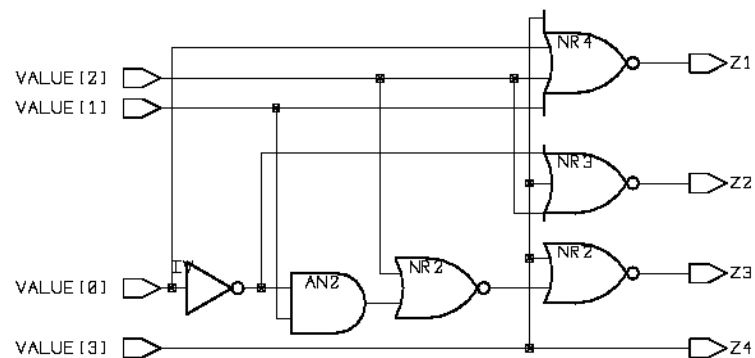 NR4
Z1
VALUE[2]
VALUE[1]
NR3
Z2
IV
AN2
NR2
NR2
VALUE[0]
Z3
VALUE[3]
Z4